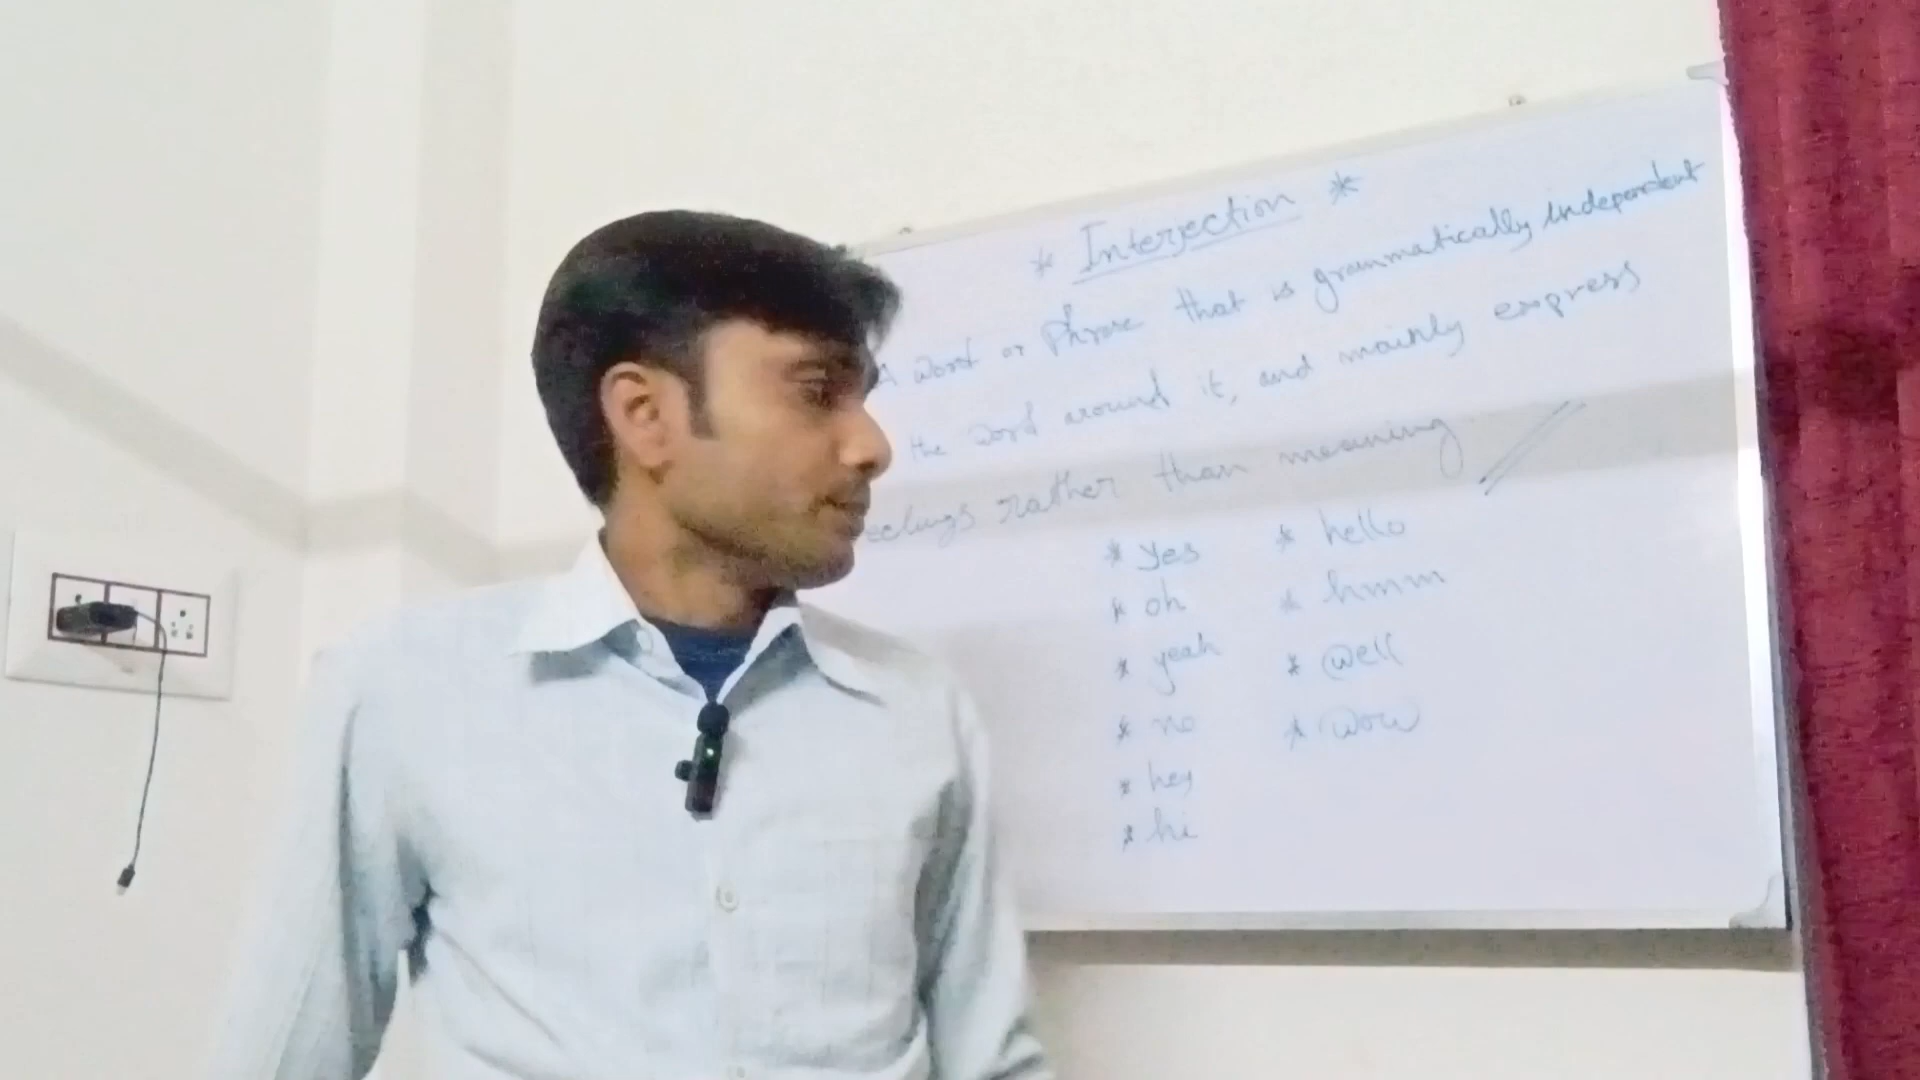 * Interjection *
A word or Phrase that is grammatically independent
the word around it, and mainly express
eelings rather than meaning.
* yes * hello
* oh * hmm
* yeah * well
* no * wow
* hey
* hi